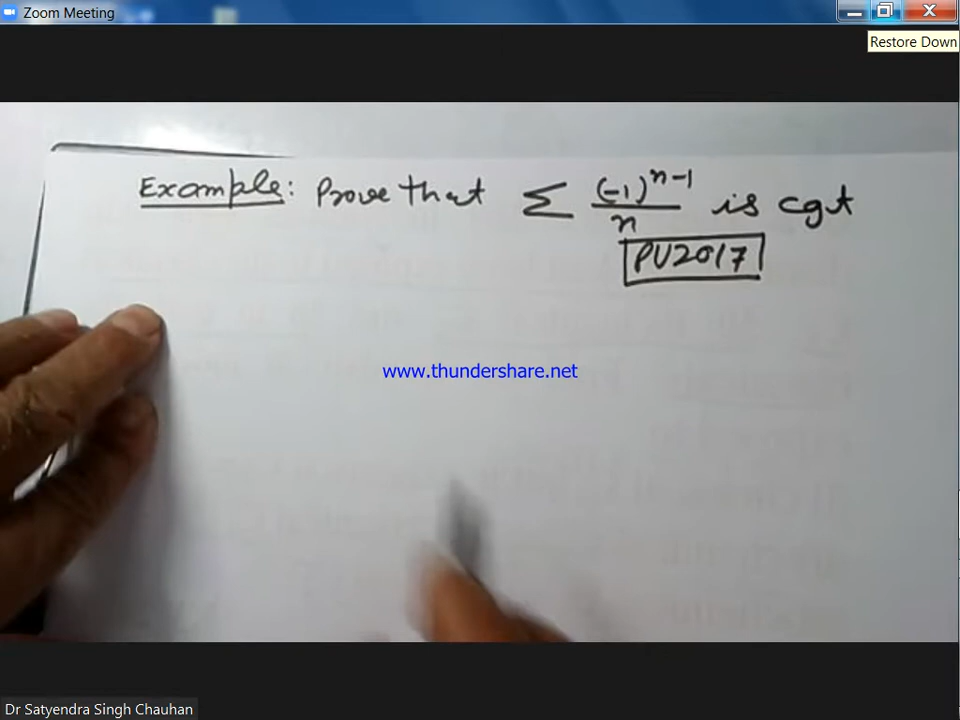 Zoom Meeting
Restore Down
Example: Prove that ∑ (-1)^{n-1}/n is cgt
PU2017
www.thundershare.net
Dr Satyendra Singh Chauhan